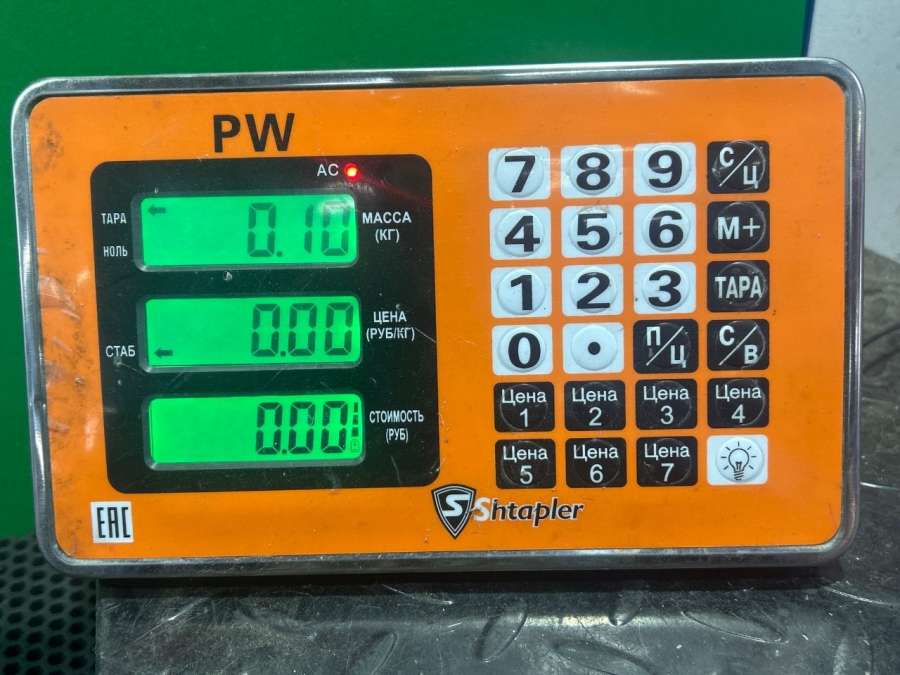 PW
AC
ТАРА
НОЛЬ
0.10
МАССА
(КГ)
СТАБ
0.00
ЦЕНА
(РУБ/КГ)
0.00
СТОИМОСТЬ
(РУБ)
7 8 9 С/Ц
4 5 6 М+
1 2 3 ТАРА
0 . П/Ц С/В
Цена 1 Цена 2 Цена 3 Цена 4
Цена 5 Цена 6 Цена 7
EAC
S Shtapler